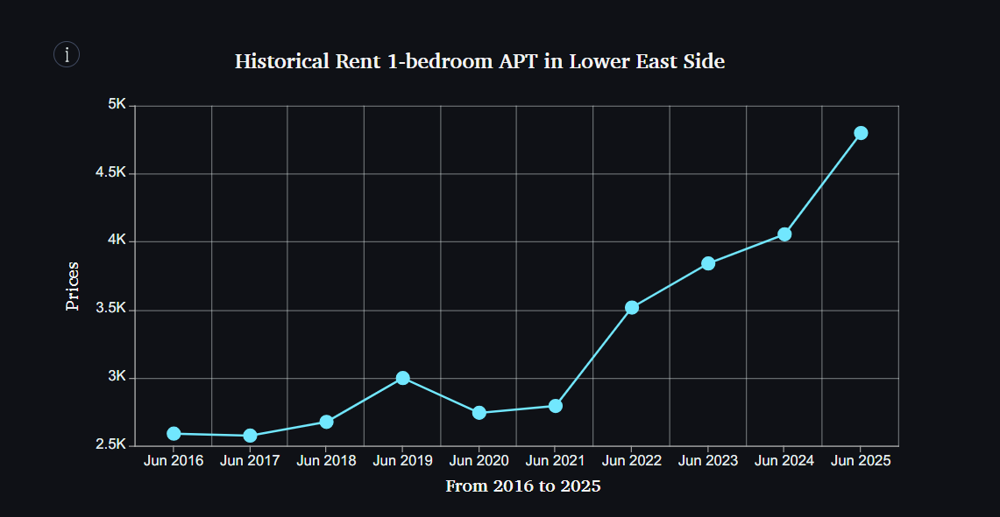 i
Historical Rent 1-bedroom APT in Lower East Side
5K
4.5K
4K
3.5K
3K
2.5K
Prices
Jun 2016 Jun 2017 Jun 2018 Jun 2019 Jun 2020 Jun 2021 Jun 2022 Jun 2023 Jun 2024 Jun 2025
From 2016 to 2025